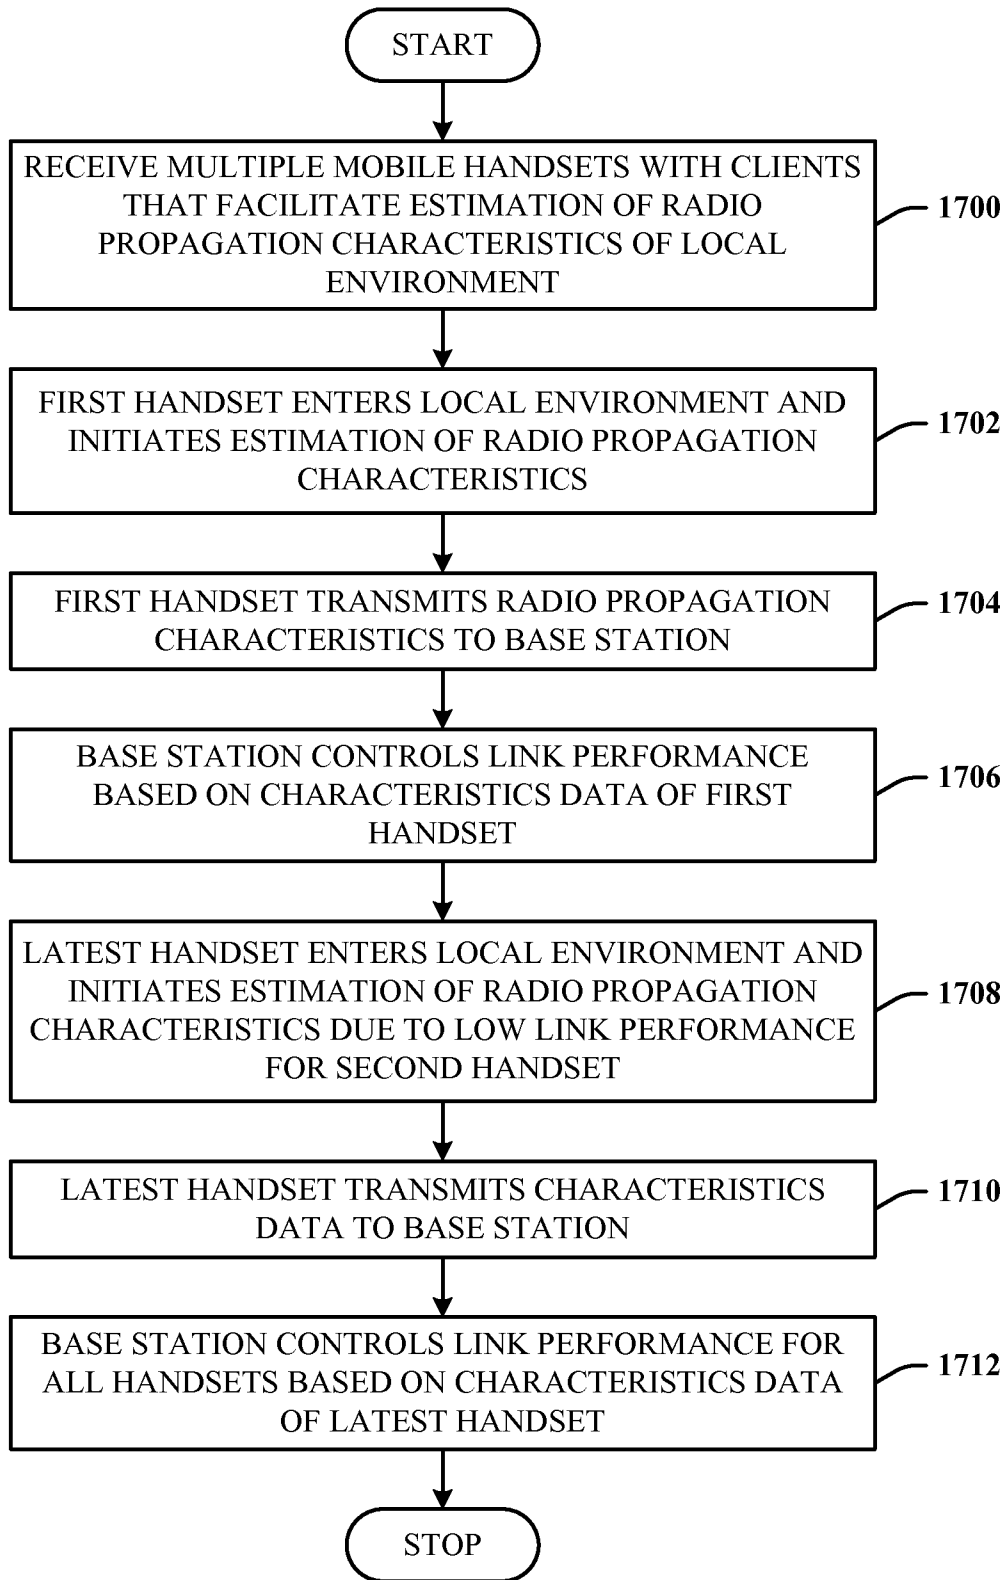 START
RECEIVE MULTIPLE MOBILE HANDSETS WITH CLIENTS
THAT FACILITATE ESTIMATION OF RADIO
PROPAGATION CHARACTERISTICS OF LOCAL
ENVIRONMENT
1700
FIRST HANDSET ENTERS LOCAL ENVIRONMENT AND
INITIATES ESTIMATION OF RADIO PROPAGATION
CHARACTERISTICS
1702
FIRST HANDSET TRANSMITS RADIO PROPAGATION
CHARACTERISTICS TO BASE STATION
1704
BASE STATION CONTROLS LINK PERFORMANCE
BASED ON CHARACTERISTICS DATA OF FIRST
HANDSET
1706
LATEST HANDSET ENTERS LOCAL ENVIRONMENT AND
INITIATES ESTIMATION OF RADIO PROPAGATION
CHARACTERISTICS DUE TO LOW LINK PERFORMANCE
FOR SECOND HANDSET
1708
LATEST HANDSET TRANSMITS CHARACTERISTICS
DATA TO BASE STATION
1710
BASE STATION CONTROLS LINK PERFORMANCE FOR
ALL HANDSETS BASED ON CHARACTERISTICS DATA
OF LATEST HANDSET
1712
STOP